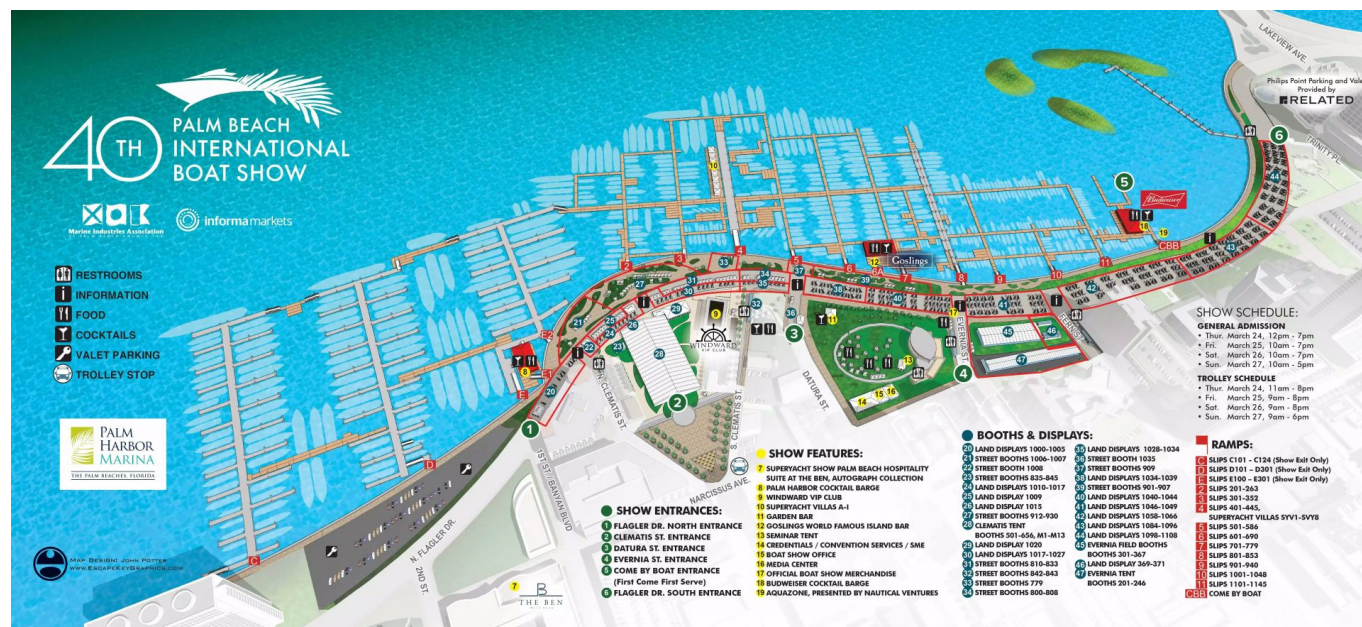 40TH
PALM BEACH
INTERNATIONAL
BOAT SHOW
Marine Industries Association
informamarkets
RESTROOMS
INFORMATION
FOOD
COCKTAILS
VALET PARKING
TROLLEY STOP
PALM
HARBOR
MARINA
THE PALM BEACHES, FLORIDA
MAP DESIGN: JOHN POTTER
WWW.ESCAPEKEYGRAPHICS.COM
LAKEVIEW AVE.
Philips Point Parking and Vale
Provided by
RELATED
TRINITY PL.
Budweiser
Goslings
WINDWARD
VIP CLUB
N. CLEMATIS ST.
S. CLEMATIS ST.
DATURA ST.
EVERNIA ST.
FERN ST.
NARCISSUS AVE.
1ST ST. / BANYAN BLVD
N. FLAGLER DR.
2ND ST.
B
THE BEN
SHOW ENTRANCES:
1 FLAGLER DR. NORTH ENTRANCE
2 CLEMATIS ST. ENTRANCE
3 DATURA ST. ENTRANCE
4 EVERNIA ST. ENTRANCE
5 COME BY BOAT ENTRANCE
(First Come First Serve)
6 FLAGLER DR. SOUTH ENTRANCE
SHOW FEATURES:
7 SUPERYACHT SHOW PALM BEACH HOSPITALITY
SUITE AT THE BEN, AUTOGRAPH COLLECTION
8 PALM HARBOR COCKTAIL BARGE
9 WINDWARD VIP CLUB
10 SUPERYACHT VILLAS A-I
11 GARDEN BAR
12 GOSLINGS WORLD FAMOUS ISLAND BAR
13 SEMINAR TENT
14 CREDENTIALS / CONVENTION SERVICES / SME
15 BOAT SHOW OFFICE
16 MEDIA CENTER
17 OFFICIAL BOAT SHOW MERCHANDISE
18 BUDWEISER COCKTAIL BARGE
19 AQUAZONE, PRESENTED BY NAUTICAL VENTURES
BOOTHS & DISPLAYS:
20 LAND DISPLAYS 1000-1005
21 STREET BOOTHS 1006-1007
22 STREET BOOTH 1008
23 STREET BOOTHS 835-845
24 LAND DISPLAYS 1010-1017
25 LAND DISPLAY 1009
26 LAND DISPLAY 1015
27 STREET BOOTHS 912-930
28 CLEMATIS TENT
BOOTHS 501-656, M1-M13
29 LAND DISPLAY 1020
30 LAND DISPLAYS 1017-1027
31 STREET BOOTHS 810-833
32 STREET BOOTHS 842-843
33 STREET BOOTHS 779
34 STREET BOOTHS 800-808
35 LAND DISPLAYS 1028-1034
36 STREET BOOTH 1035
37 STREET BOOTHS 909
38 LAND DISPLAYS 1034-1039
39 STREET BOOTHS 901-907
40 LAND DISPLAYS 1040-1044
41 LAND DISPLAYS 1046-1049
42 LAND DISPLAYS 1058-1066
43 LAND DISPLAYS 1084-1096
44 LAND DISPLAYS 1098-1108
45 EVERNIA FIELD BOOTHS
BOOTHS 301-367
46 LAND DISPLAY 369-371
47 EVERNIA TENT
BOOTHS 201-246
SHOW SCHEDULE:
GENERAL ADMISSION
• Thur. March 24, 12pm - 7pm
• Fri. March 25, 10am - 7pm
• Sat. March 26, 10am - 7pm
• Sun. March 27, 10am - 5pm
TROLLEY SCHEDULE
• Thur. March 24, 11am - 8pm
• Fri. March 25, 9am - 8pm
• Sat. March 26, 9am - 8pm
• Sun. March 27, 9am - 6pm
RAMPS:
C SLIPS C101 - C124 (Show Exit Only)
D SLIPS D101 - D301 (Show Exit Only)
E SLIPS E100 - E301 (Show Exit Only)
2 SLIPS 201-263
3 SLIPS 301-352
4 SLIPS 401-445,
SUPERYACHT VILLAS SYV1-SVY8
5 SLIPS 501-586
6 SLIPS 601-690
7 SLIPS 701-779
8 SLIPS 801-853
9 SLIPS 901-940
10 SLIPS 1001-1048
11 SLIPS 1101-1145
CBB COME BY BOAT